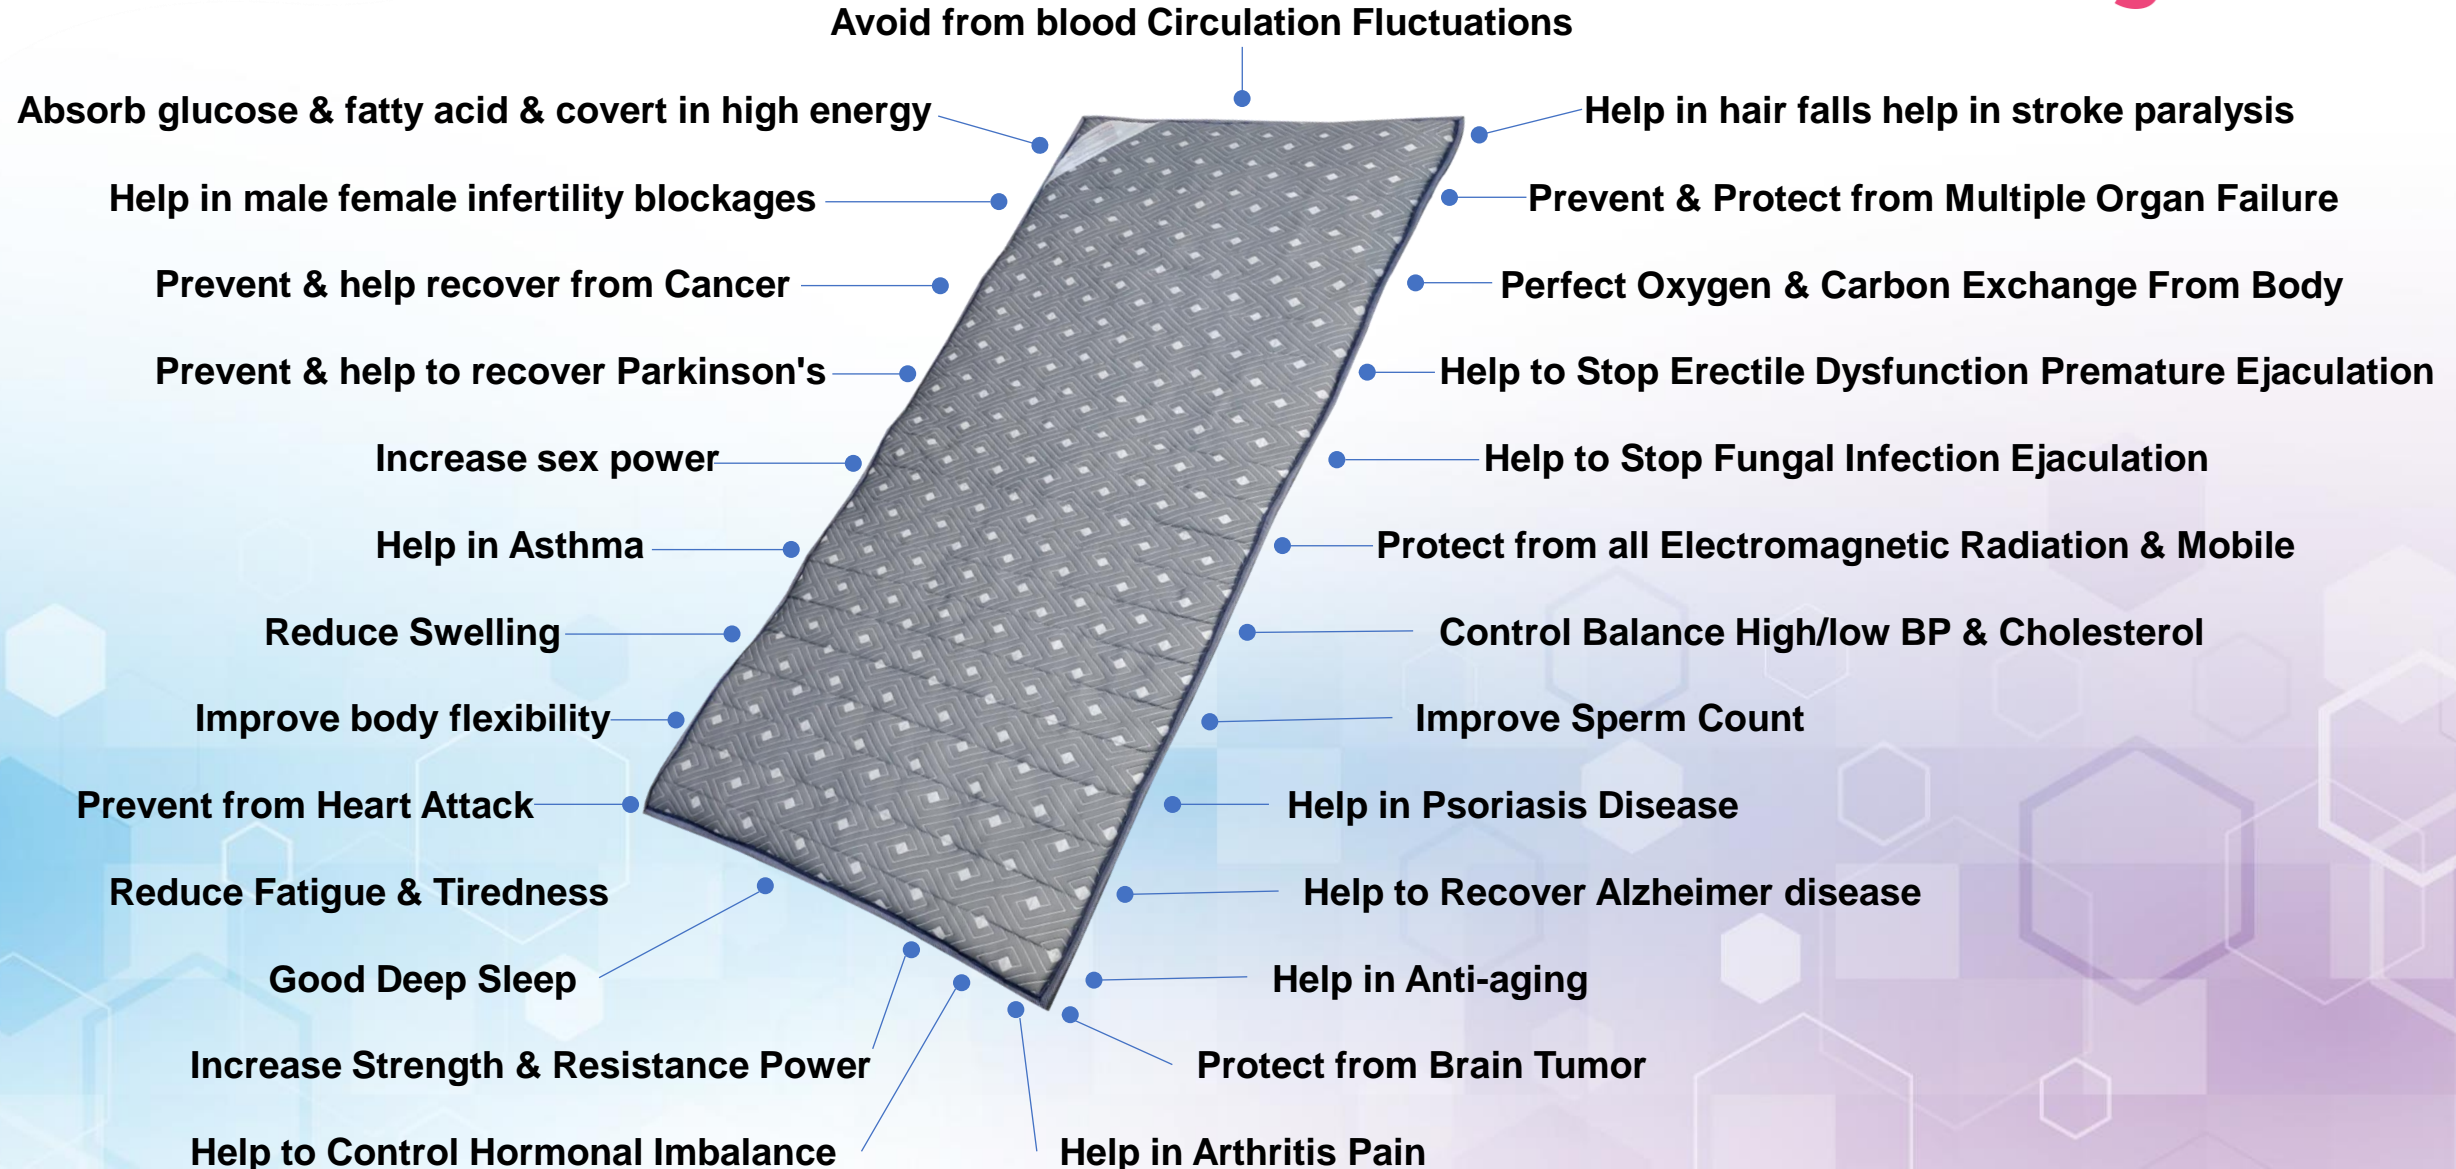 Avoid from blood Circulation Fluctuations
Absorb glucose & fatty acid & covert in high energy
Help in hair falls help in stroke paralysis
Help in male female infertility blockages
Prevent & Protect from Multiple Organ Failure
Prevent & help recover from Cancer
Perfect Oxygen & Carbon Exchange From Body
Prevent & help to recover Parkinson's
Help to Stop Erectile Dysfunction Premature Ejaculation
Increase sex power
Help to Stop Fungal Infection Ejaculation
Help in Asthma
Protect from all Electromagnetic Radiation & Mobile
Reduce Swelling
Control Balance High/low BP & Cholesterol
Improve body flexibility
Improve Sperm Count
Prevent from Heart Attack
Help in Psoriasis Disease
Reduce Fatigue & Tiredness
Help to Recover Alzheimer disease
Good Deep Sleep
Help in Anti-aging
Increase Strength & Resistance Power
Protect from Brain Tumor
Help to Control Hormonal Imbalance
Help in Arthritis Pain